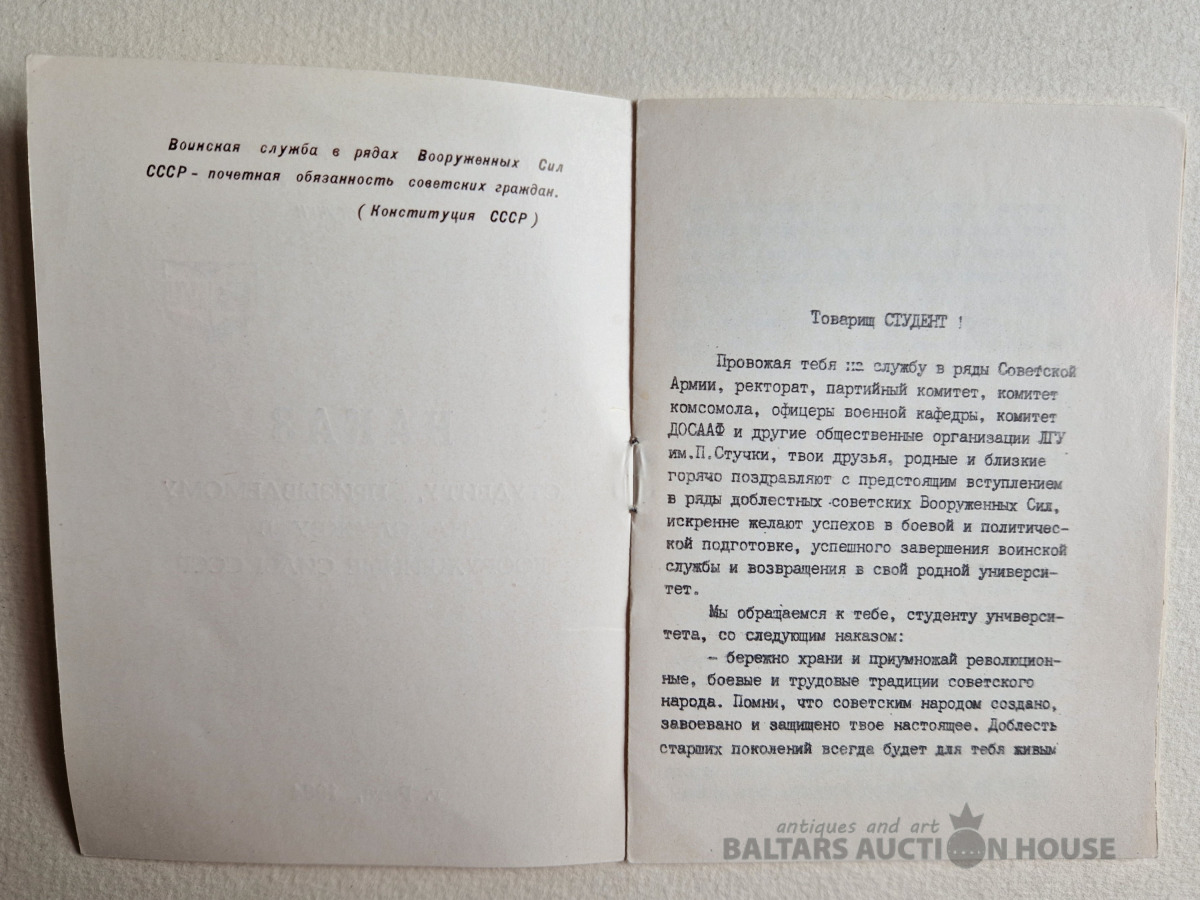 Воинская служба в рядах Вооруженных Сил
СССР - почетная обязанность советских граждан.
( Конституция СССР )
Товарищ СТУДЕНТ !
Провожая тебя на службу в ряды Советской
Армии, ректорат, партийный комитет, комитет
комсомола, офицеры военной кафедры, комитет
ДОСААФ и другие общественные организации ЛГУ
им.П.Стучки, твои друзья, родные и близкие
горячо поздравляют с предстоящим вступлением
в ряды доблестных советских Вооруженных Сил,
искренне желают успехов в боевой и политичес-
кой подготовке, успешного завершения воинской
службы и возвращения в свой родной универси-
тет.
Мы обращаемся к тебе, студенту универси-
тета, со следующим наказом:
- бережно храни и приумножай революцион-
ные, боевые и трудовые традиции советского
народа. Помни, что советским народом создано,
завоевано и защищено твое настоящее. Доблесть
старших поколений всегда будет для тебя живым
antiques and art
BALTARS AUCTION HOUSE